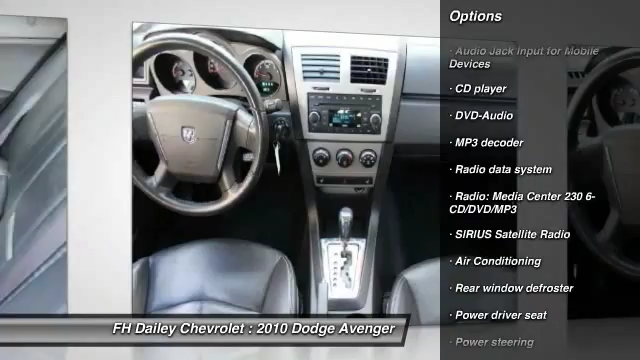 Options
· Audio Jack Input for Mobile
Devices
· CD player
· DVD-Audio
· MP3 decoder
· Radio data system
· Radio: Media Center 230 6-
CD/DVD/MP3
· SIRIUS Satellite Radio
· Air Conditioning
· Rear window defroster
· Power driver seat
· Power steering
FH Dailey Chevrolet : 2010 Dodge Avenger